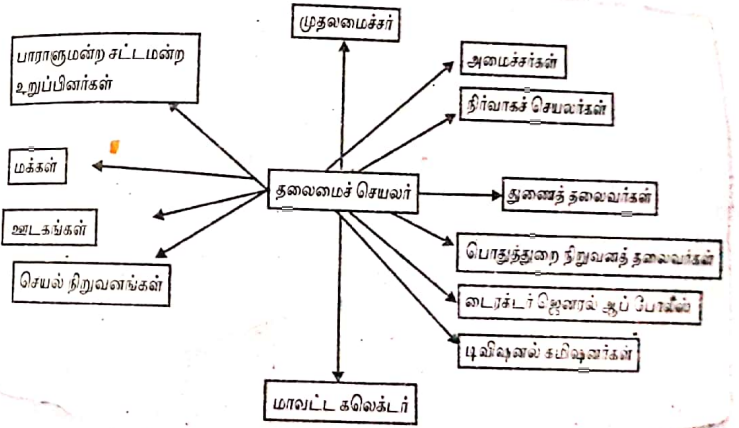 முதலமைச்சர்
பாராளுமன்ற சட்டமன்ற
உறுப்பினர்கள்
அமைச்சர்கள்
நிர்வாகச் செயலர்கள்
மக்கள்
தலைமைச் செயலர்
துணைத் தலைவர்கள்
ஊடகங்கள்
பொதுத்துறை நிறுவனத் தலைவர்கள்
செயல் நிறுவனங்கள்
டைரக்டர் ஜெனரல் ஆப் போலீஸ்
டிவிஷனல் கமிஷனர்கள்
மாவட்ட கலெக்டர்